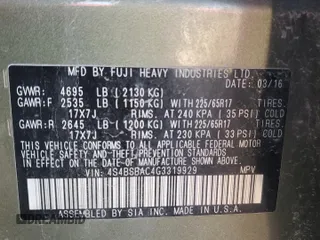 MFD. BY FUJI HEAVY INDUSTRIES LTD. 03/16
GVWR: 4695 LB (2130 KG)
GAWR:F 2535 LB (1150 KG) WITH 225/65R17 TIRES.
17X7J RIMS. AT 240 KPA (35 PSI) COLD
GAWR:R 2645 LB (1200 KG) WITH 225/65R17 TIRES.
17X7J RIMS. AT 230 KPA (33 PSI) COLD
THIS VEHICLE CONFORMS TO ALL APPLICABLE FEDERAL
MOTOR VEHICLE SAFETY AND THEFT PREVENTION STANDARDS
IN EFFECT ON THE DATE OF MANUFACTURE SHOWN ABOVE.
VIN: 4S4BSBAC4G3319929 MPV
ASSEMBLED BY SIA INC. IN U.S.A.